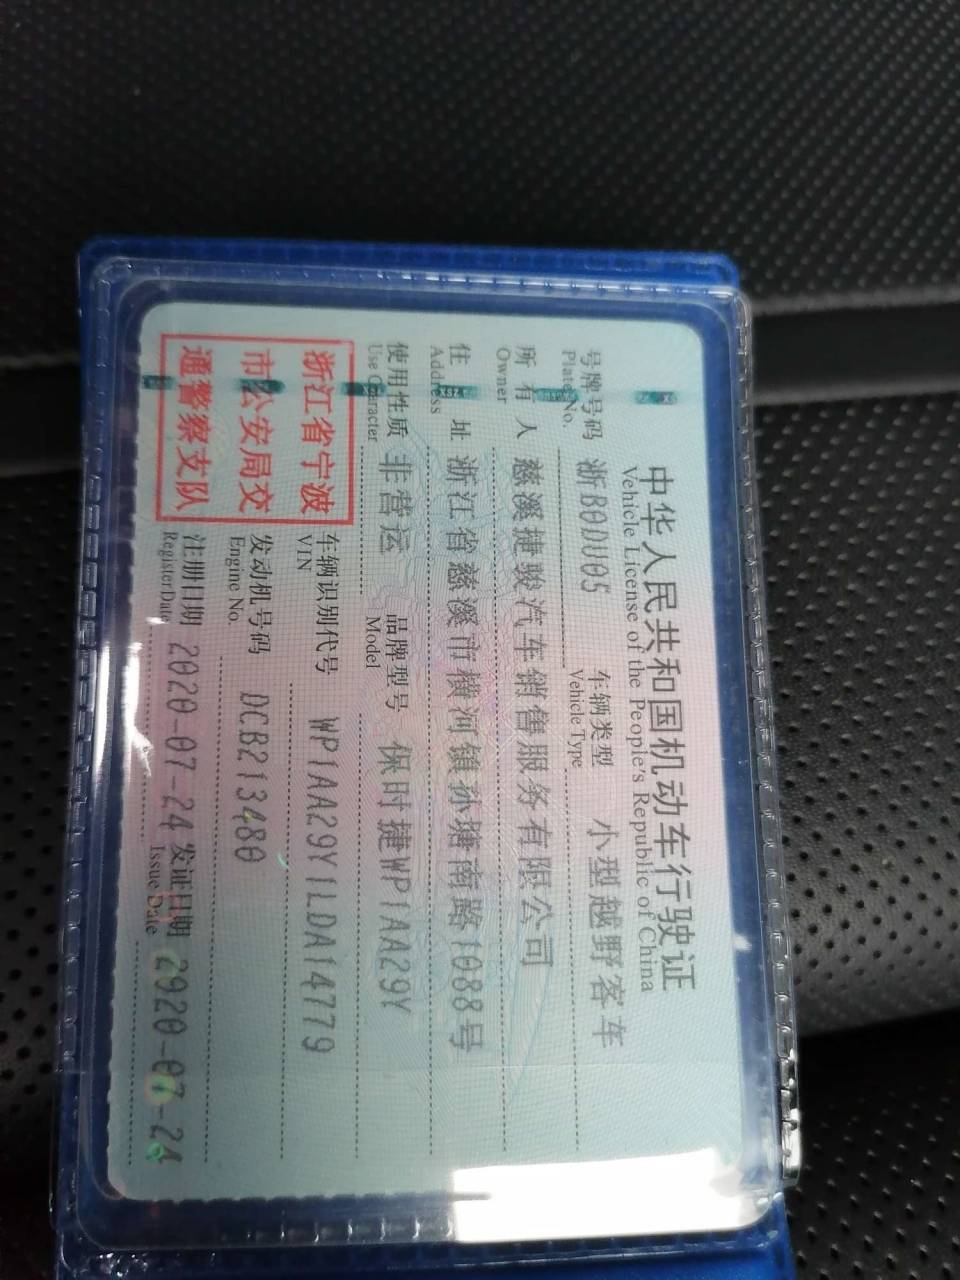 中华人民共和国机动车行驶证
Vehicle License of the People's Republic of China
号牌号码 浙B0DU05 车辆类型 小型越野客车
Plate No. Vehicle Type
所有人 慈溪捷骏汽车销售服务有限公司
Owner
住址 浙江省慈溪市横河镇孙塘南路1088号
Address
使用性质 非营运 品牌型号 保时捷WP1AA29Y
Use Character Model
浙江省宁波
市公安局交
通警察支队
车辆识别代号 WP1AA29Y1LDA14779
VIN
发动机号码 DCB213480
Engine No.
注册日期 2020-07-24 发证日期 2020-07-24
Register Date Issue Date